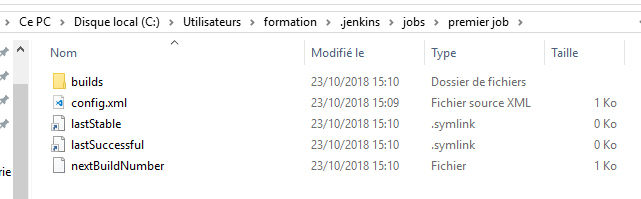 Ce PC > Disque local (C:) > Utilisateurs > formation > .jenkins > jobs > premier job >
Nom Modifié le Type Taille
builds 23/10/2018 15:10 Dossier de fichiers
config.xml 23/10/2018 15:09 Fichier source XML 1 Ko
lastStable 23/10/2018 15:10 .symlink 0 Ko
lastSuccessful 23/10/2018 15:10 .symlink 0 Ko
nextBuildNumber 23/10/2018 15:10 Fichier 1 Ko
rie